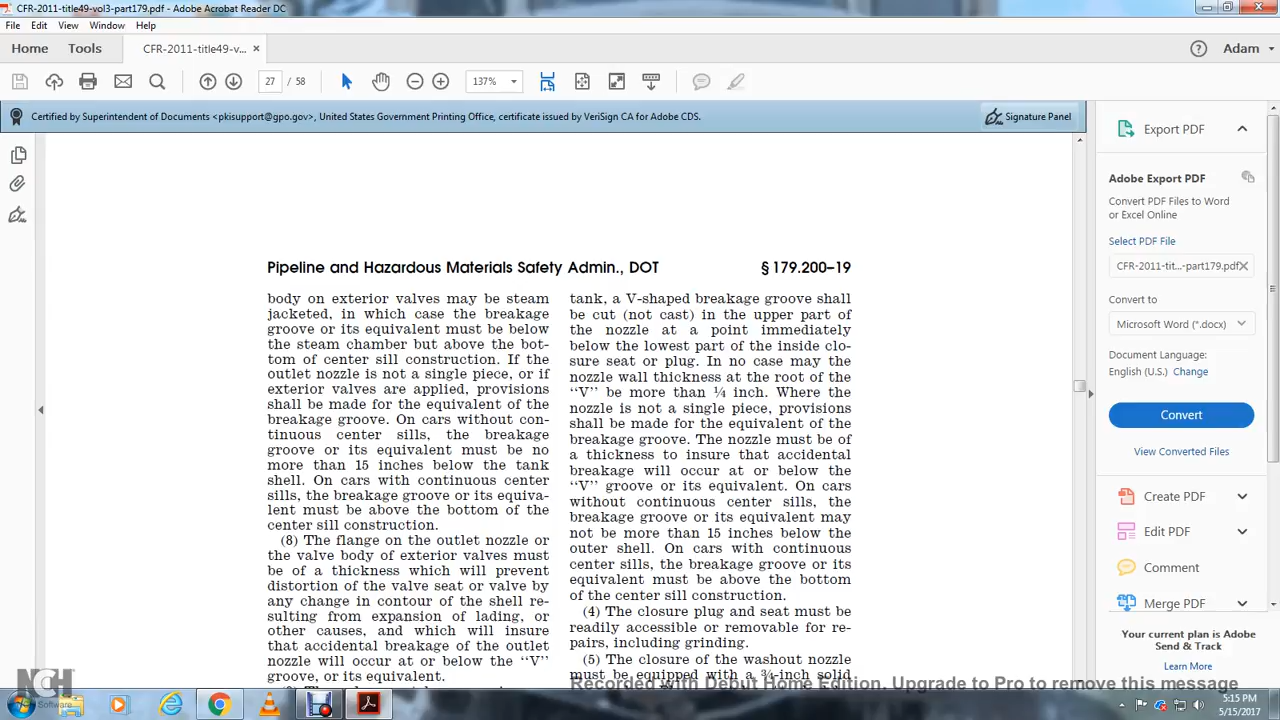 CFR-2011-title49-vol3-part179.pdf - Adobe Acrobat Reader DC
File Edit View Window Help
Home Tools CFR-2011-title49-v... × Adam
27 / 58 137%
Certified by Superintendent of Documents <pkisupport@gpo.gov>, United States Government Printing Office, certificate issued by VeriSign CA for Adobe CDS. Signature Panel
Pipeline and Hazardous Materials Safety Admin., DOT § 179.200–19
body on exterior valves may be steam
jacketed, in which case the breakage
groove or its equivalent must be below
the steam chamber but above the bot-
tom of center sill construction. If the
outlet nozzle is not a single piece, or if
exterior valves are applied, provisions
shall be made for the equivalent of the
breakage groove. On cars without con-
tinuous center sills, the breakage
groove or its equivalent must be no
more than 15 inches below the tank
shell. On cars with continuous center
sills, the breakage groove or its equiva-
lent must be above the bottom of the
center sill construction.
(8) The flange on the outlet nozzle or
the valve body of exterior valves must
be of a thickness which will prevent
distortion of the valve seat or valve by
any change in contour of the shell re-
sulting from expansion of lading, or
other causes, and which will insure
that accidental breakage of the outlet
nozzle will occur at or below the ‘‘V’’
groove, or its equivalent.
tank, a V-shaped breakage groove shall
be cut (not cast) in the upper part of
the nozzle at a point immediately
below the lowest part of the inside clo-
sure seat or plug. In no case may the
nozzle wall thickness at the root of the
‘‘V’’ be more than ¼ inch. Where the
nozzle is not a single piece, provisions
shall be made for the equivalent of the
breakage groove. The nozzle must be of
a thickness to insure that accidental
breakage will occur at or below the
‘‘V’’ groove or its equivalent. On cars
without continuous center sills, the
breakage groove or its equivalent may
not be more than 15 inches below the
outer shell. On cars with continuous
center sills, the breakage groove or its
equivalent must be above the bottom
of the center sill construction.
(4) The closure plug and seat must be
readily accessible or removable for re-
pairs, including grinding.
(5) The closure of the washout nozzle
must be equipped with a ¾-inch solid
Export PDF
Adobe Export PDF
Convert PDF Files to Word
or Excel Online
Select PDF File
CFR-2011-tit...-part179.pdf
Convert to
Microsoft Word (*.docx)
Document Language:
English (U.S.) Change
Convert
View Converted Files
Create PDF
Edit PDF
Comment
Merge PDF
Your current plan is Adobe
Send & Track
Learn More
Recorded with Debut Home Edition. Upgrade to Pro to remove this message
NCH
Software
5:15 PM
5/15/2017